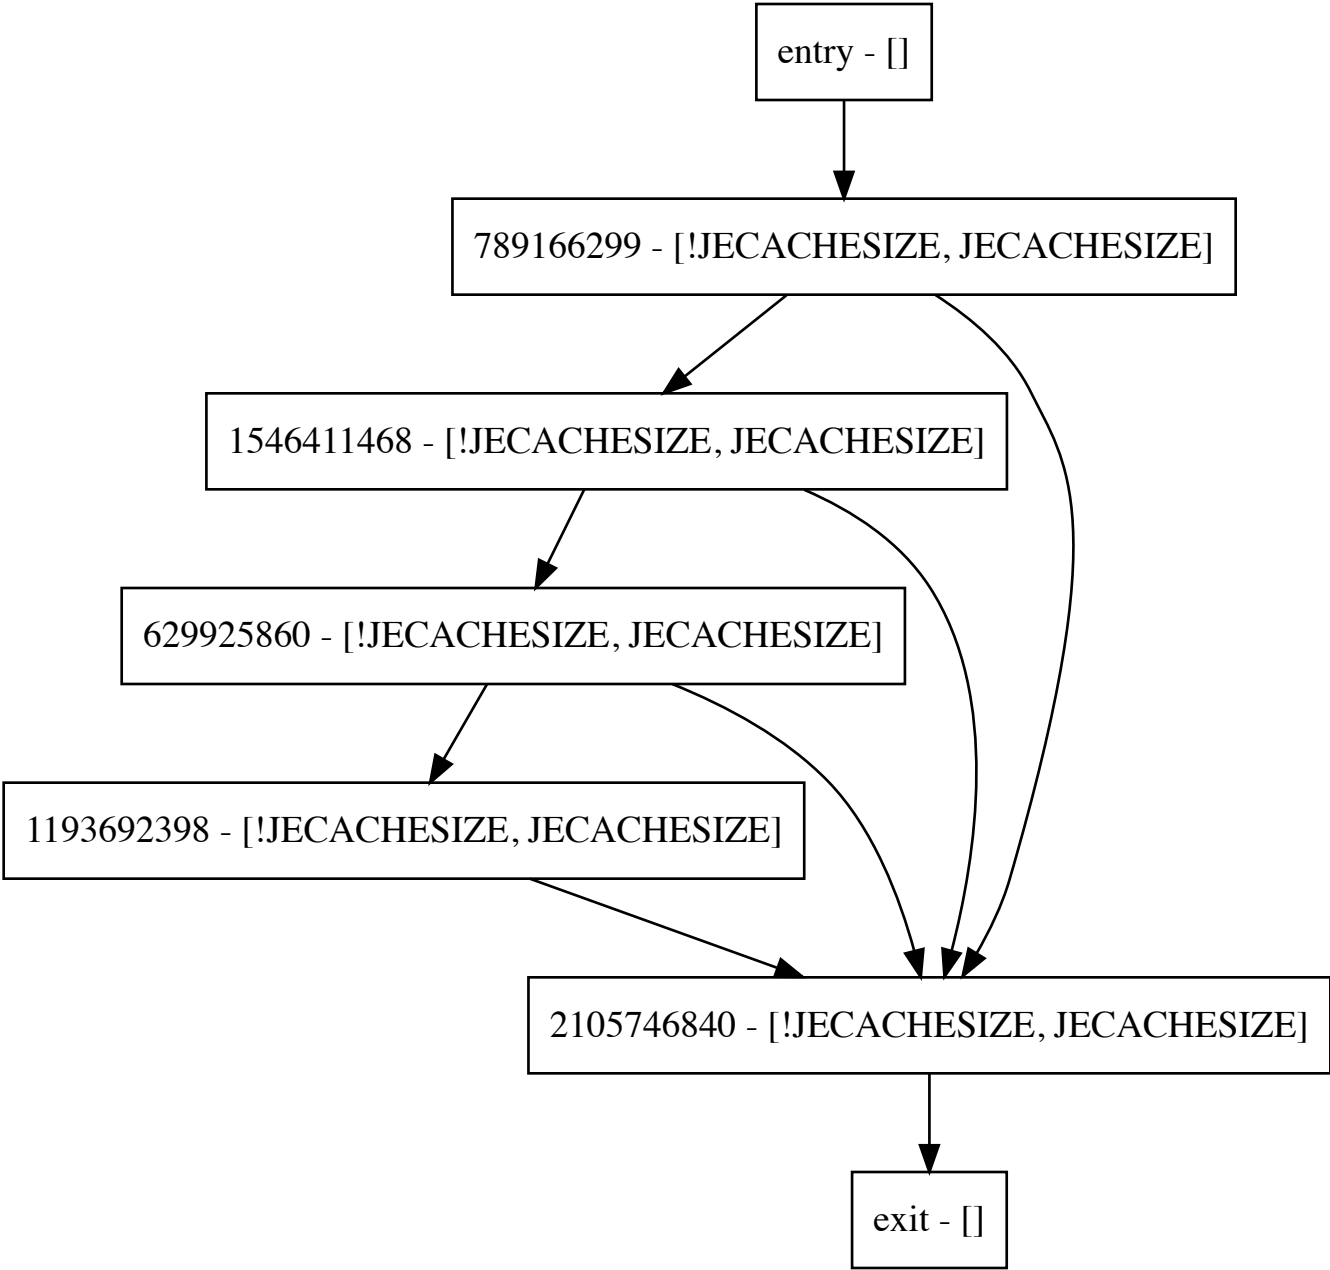 entry - []
789166299 - [!JECACHESIZE, JECACHESIZE]
1546411468 - [!JECACHESIZE, JECACHESIZE]
629925860 - [!JECACHESIZE, JECACHESIZE]
1193692398 - [!JECACHESIZE, JECACHESIZE]
2105746840 - [!JECACHESIZE, JECACHESIZE]
exit - []